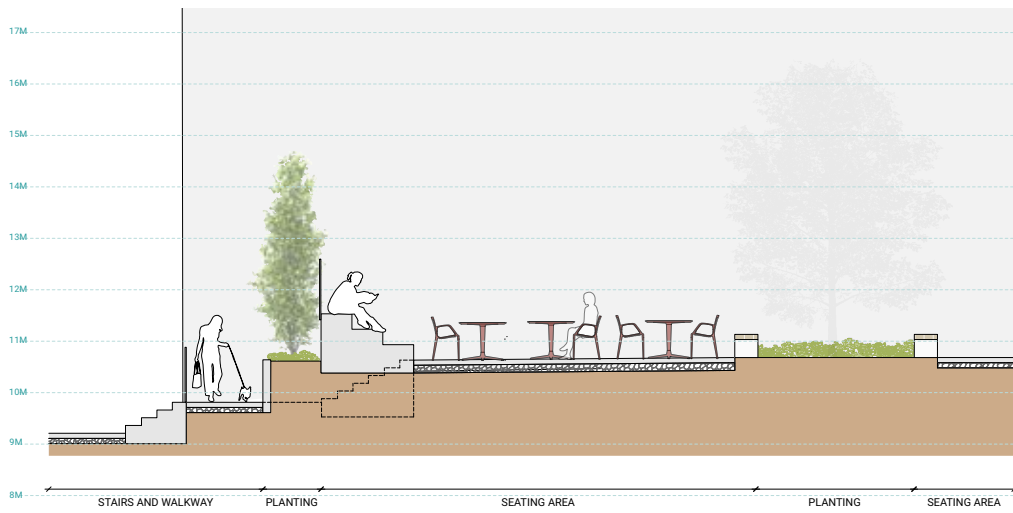 17M
16M
15M
14M
13M
12M
11M
10M
9M
8M
STAIRS AND WALKWAY PLANTING SEATING AREA PLANTING SEATING AREA